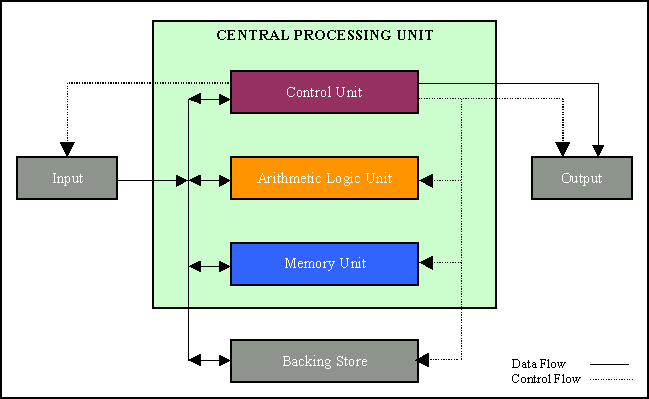 CENTRAL PROCESSING UNIT
Control Unit
Input
Arithmetic Logic Unit
Output
Memory Unit
Backing Store
Data Flow
Control Flow